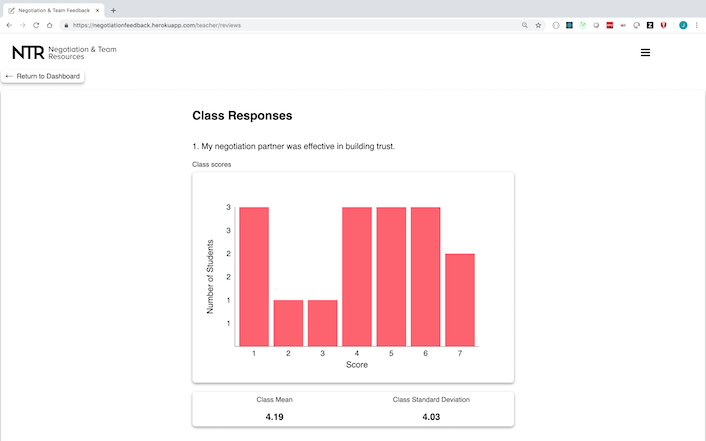 Negotiation & Team Feedback
https://negotiationfeedback.herokuapp.com/teacher/reviews
NTR Negotiation & Team
Resources
← Return to Dashboard
Class Responses
1. My negotiation partner was effective in building trust.
Class scores
Number of Students
3
3
2
2
1
1
1 2 3 4 5 6 7
Score
Class Mean Class Standard Deviation
4.19 4.03